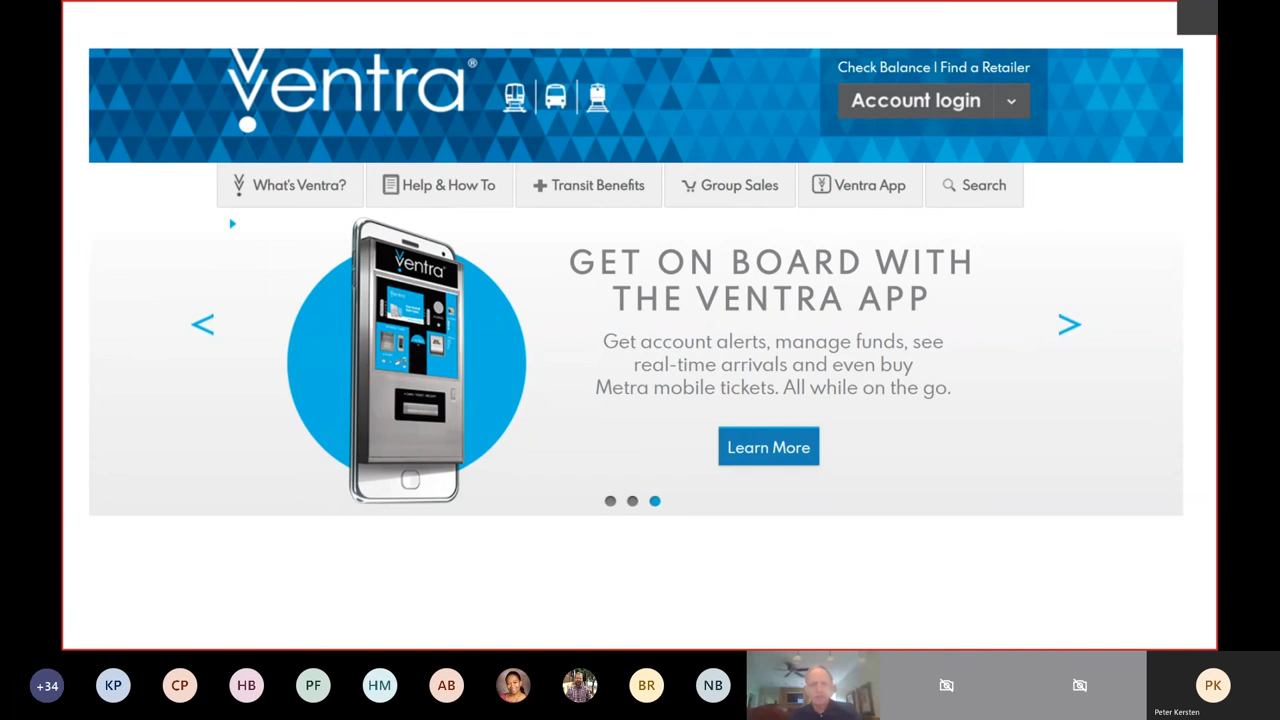 Ventra®
Check Balance | Find a Retailer
Account login
What's Ventra?
Help & How To
Transit Benefits
Group Sales
Ventra App
Search
Ventra
GET ON BOARD WITH
THE VENTRA APP
Get account alerts, manage funds, see
real-time arrivals and even buy
Metra mobile tickets. All while on the go.
Learn More
+34
KP
CP
HB
PF
HM
AB
BR
NB
PK
Peter Kersten